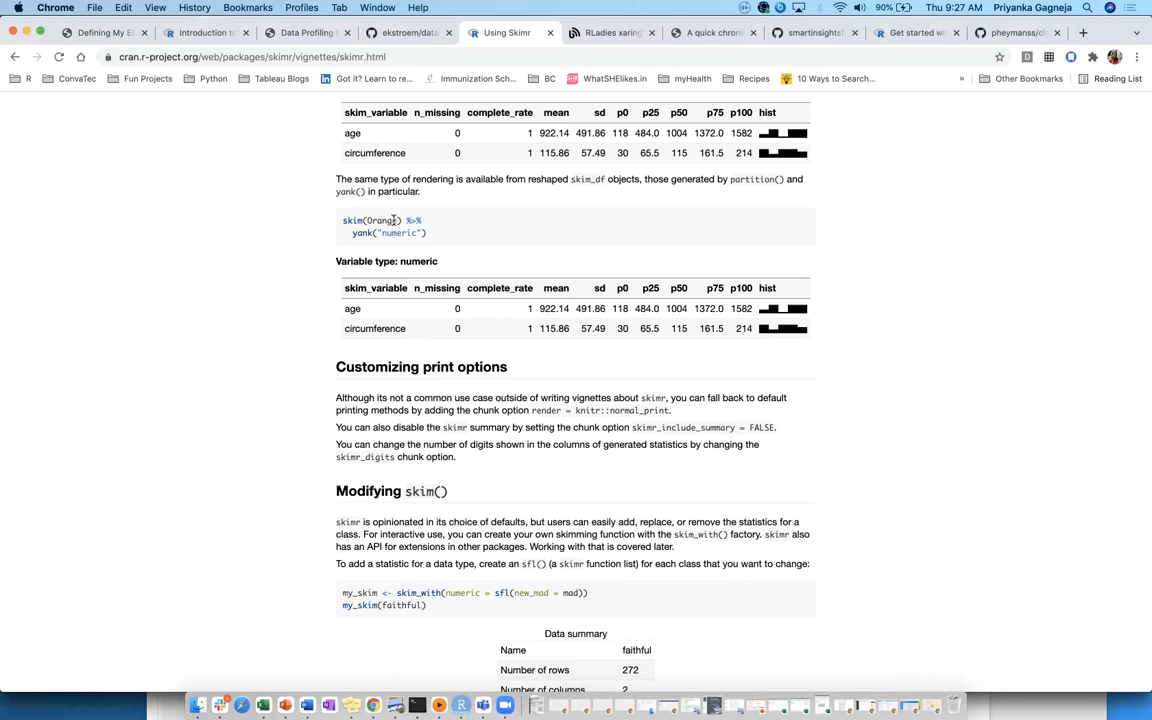 Chrome File Edit View History Bookmarks Profiles Tab Window Help 90% Thu 9:27 AM Priyanka Gagneja
Defining My El Introduction to Data Profiling ekstroem/data Using Skimr RLadies xaring A quick chroni smartinsightsf Get started w pheymanss/cl
cran.r-project.org/web/packages/skimr/vignettes/skimr.html
R ConvaTec Fun Projects Python Tableau Blogs Got it? Learn to re... Immunization Sch... BC WhatSHElikes.in myHealth Recipes 10 Ways to Search... » Other Bookmarks Reading List
skim_variable n_missing complete_rate mean sd p0 p25 p50 p75 p100 hist
age 0 1 922.14 491.86 118 484.0 1004 1372.0 1582
circumference 0 1 115.86 57.49 30 65.5 115 161.5 214
The same type of rendering is available from reshaped skim_df objects, those generated by partition() and
yank() in particular.
skim(Orange) %>%
yank("numeric")
Variable type: numeric
skim_variable n_missing complete_rate mean sd p0 p25 p50 p75 p100 hist
age 0 1 922.14 491.86 118 484.0 1004 1372.0 1582
circumference 0 1 115.86 57.49 30 65.5 115 161.5 214
Customizing print options
Although its not a common use case outside of writing vignettes about skimr, you can fall back to default
printing methods by adding the chunk option render = knitr::normal_print.
You can also disable the skimr summary by setting the chunk option skimr_include_summary = FALSE.
You can change the number of digits shown in the columns of generated statistics by changing the
skimr_digits chunk option.
Modifying skim()
skimr is opinionated in its choice of defaults, but users can easily add, replace, or remove the statistics for a
class. For interactive use, you can create your own skimming function with the skim_with() factory. skimr also
has an API for extensions in other packages. Working with that is covered later.
To add a statistic for a data type, create an sfl() (a skimr function list) for each class that you want to change:
my_skim <- skim_with(numeric = sfl(new_mad = mad))
my_skim(faithful)
Data summary
Name faithful
Number of rows 272
Number of columns 2